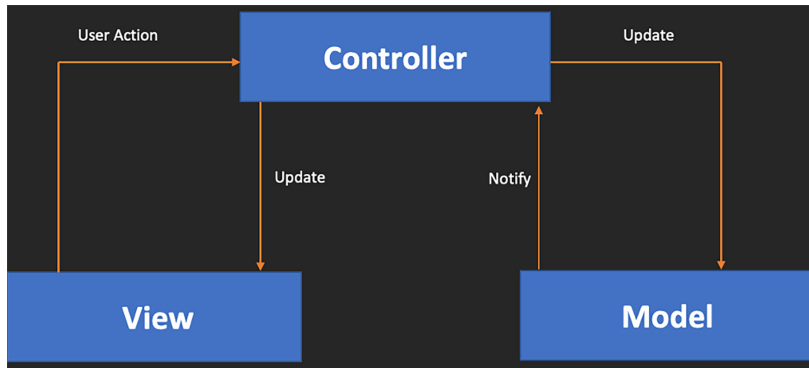 User Action
Controller
Update
Update
Notify
View
Model